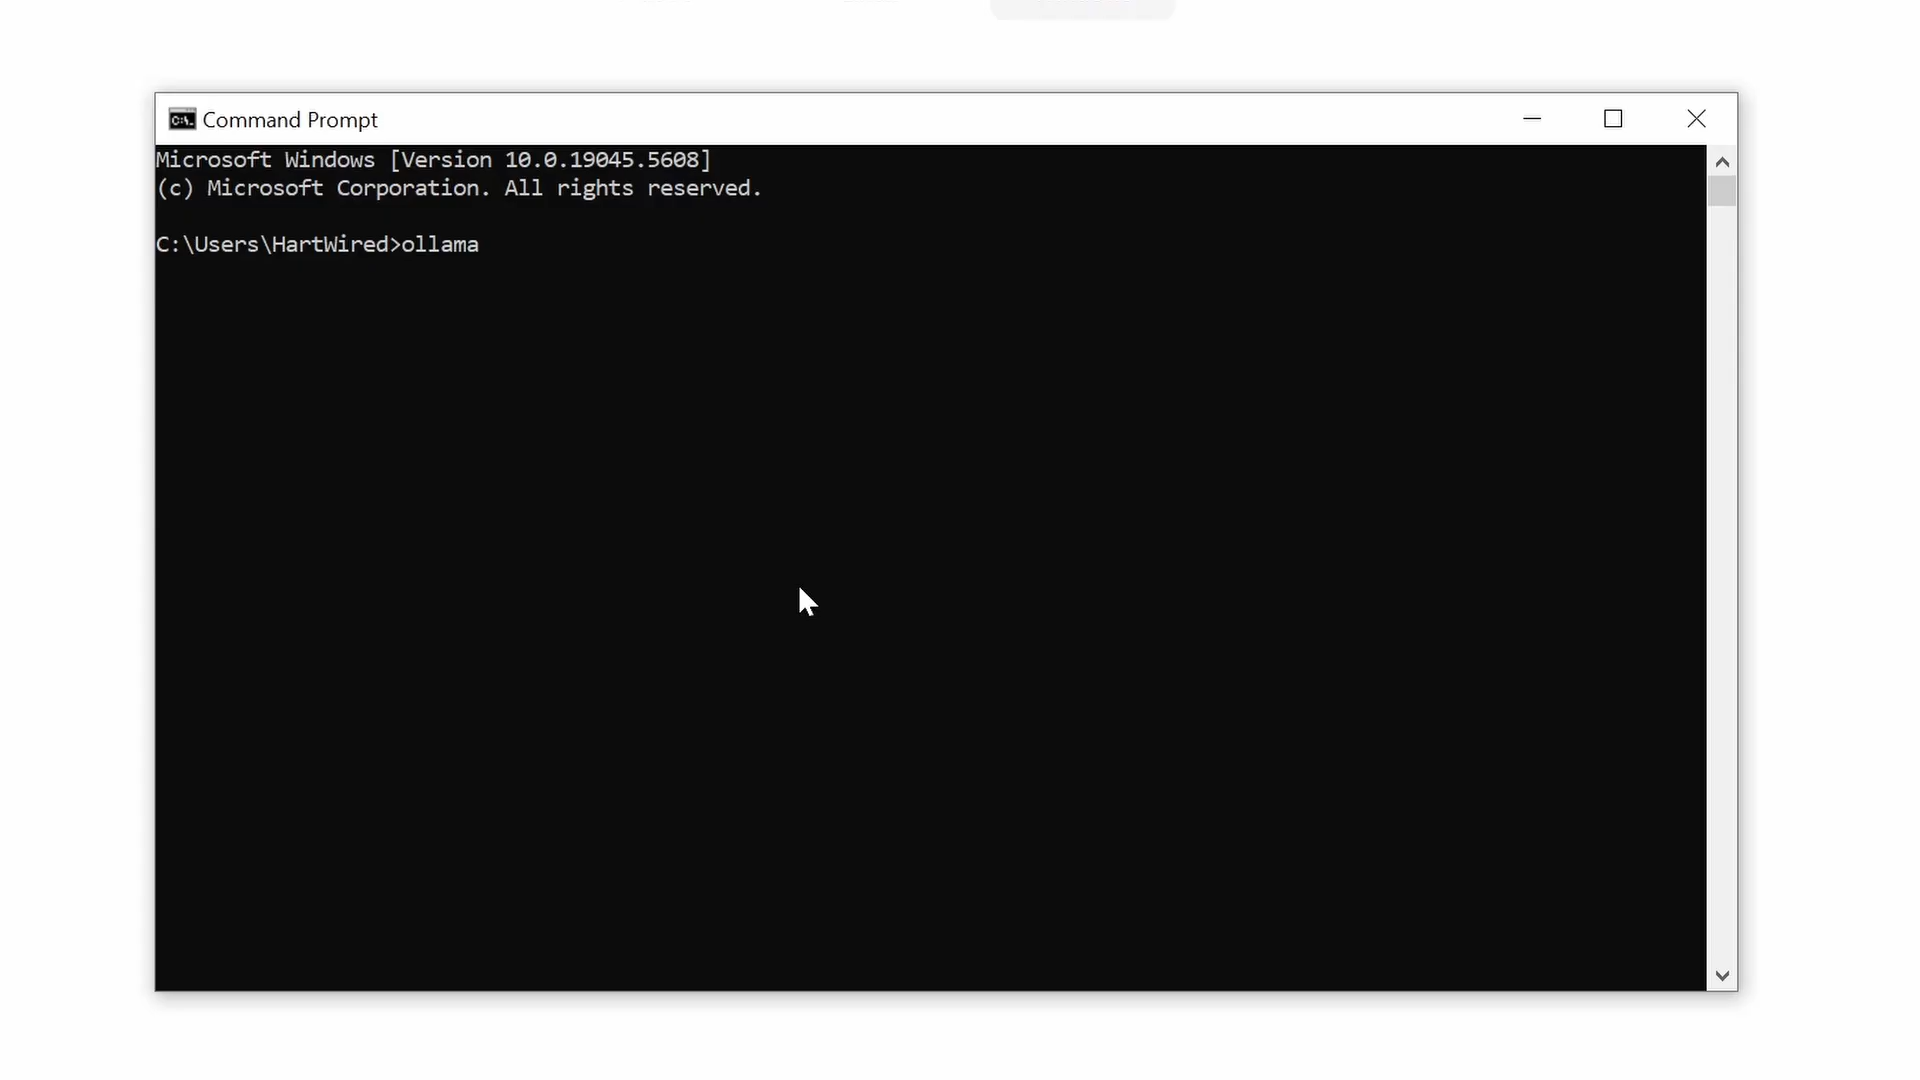 Command Prompt
Microsoft Windows [Version 10.0.19045.5608]
(c) Microsoft Corporation. All rights reserved.
C:\Users\HartWired>ollama